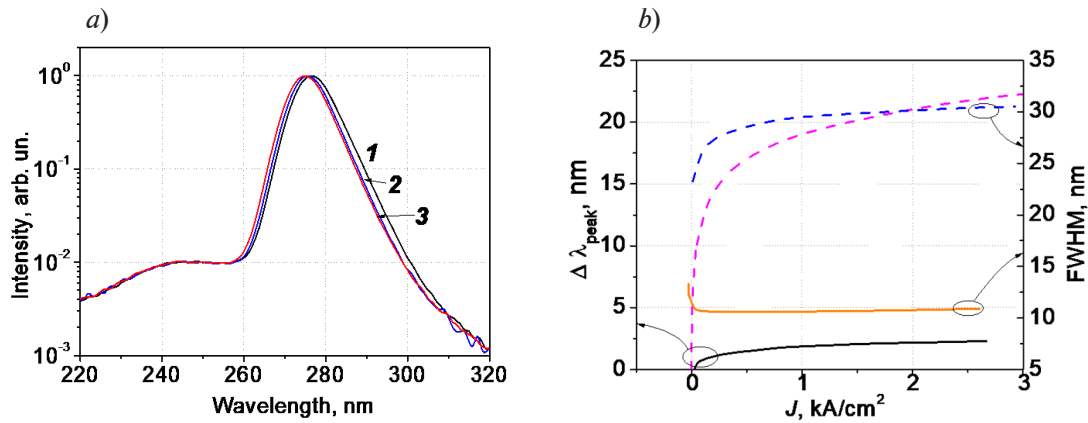 a)
Intensity, arb. un.
10⁰
10⁻¹
10⁻²
10⁻³
1
2
3
220 240 260 280 300 320
Wavelength, nm
b)
Δ λpeak, nm
25
20
15
10
5
0
35
30
25
20
15
10
5
FWHM, nm
0 1 2 3
J, kA/cm²